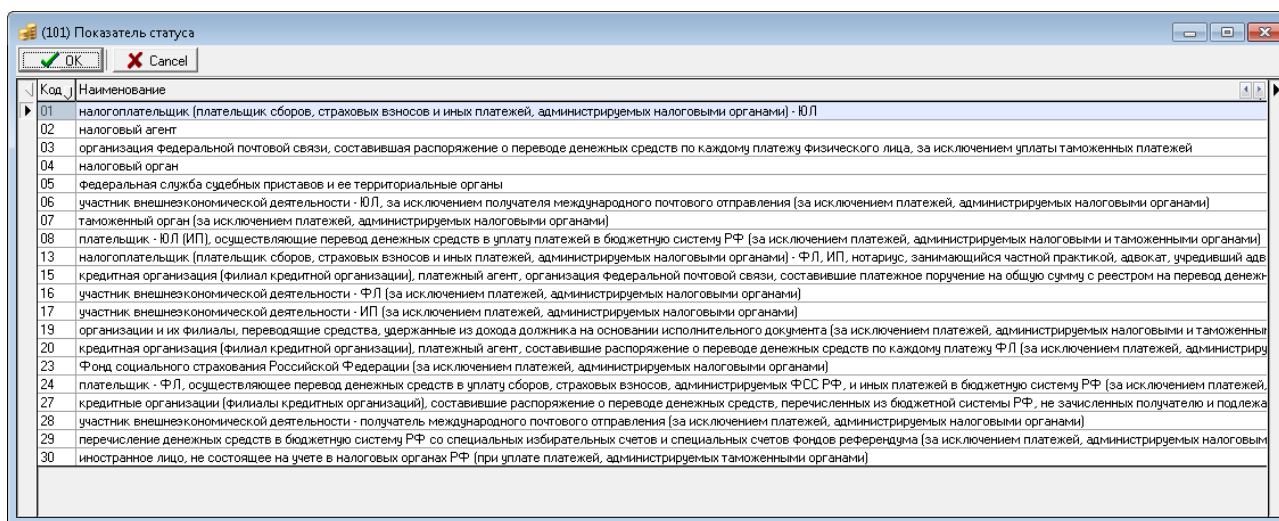 (101) Показатель статуса
OK Cancel
Код Наименование
01 налогоплательщик (плательщик сборов, страховых взносов и иных платежей, администрируемых налоговыми органами) - ЮЛ
02 налоговый агент
03 организация федеральной почтовой связи, составившая распоряжение о переводе денежных средств по каждому платежу физического лица, за исключением уплаты таможенных платежей
04 налоговый орган
05 федеральная служба судебных приставов и ее территориальные органы
06 участник внешнеэкономической деятельности - ЮЛ, за исключением получателя международного почтового отправления (за исключением платежей, администрируемых налоговыми органами)
07 таможенный орган (за исключением платежей, администрируемых налоговыми органами)
08 плательщик - ЮЛ (ИП), осуществляющие перевод денежных средств в уплату платежей в бюджетную систему РФ (за исключением платежей, администрируемых налоговыми и таможенными органами)
13 налогоплательщик (плательщик сборов, страховых взносов и иных платежей, администрируемых налоговыми органами) - ФЛ, ИП, нотариус, занимающийся частной практикой, адвокат, учредивший адв
15 кредитная организация (филиал кредитной организации), платежный агент, организация федеральной почтовой связи, составившие платежное поручение на общую сумму с реестром на перевод денежн
16 участник внешнеэкономической деятельности - ФЛ (за исключением платежей, администрируемых налоговыми органами)
17 участник внешнеэкономической деятельности - ИП (за исключением платежей, администрируемых налоговыми органами)
19 организации и их филиалы, переводящие средства, удержанные из дохода должника на основании исполнительного документа (за исключением платежей, администрируемых налоговыми и таможенны
20 кредитная организация (филиал кредитной организации), платежный агент, составившие распоряжение о переводе денежных средств по каждому платежу ФЛ (за исключением платежей, администриру
23 Фонд социального страхования Российской Федерации (за исключением платежей, администрируемых налоговыми органами)
24 плательщик - ФЛ, осуществляющее перевод денежных средств в уплату сборов, страховых взносов, администрируемых ФСС РФ, и иных платежей в бюджетную систему РФ (за исключением платежей,
27 кредитные организации (филиалы кредитных организаций), составившие распоряжение о переводе денежных средств, перечисленных из бюджетной системы РФ, не зачисленных получателю и подлежа
28 участник внешнеэкономической деятельности - получатель международного почтового отправления (за исключением платежей, администрируемых налоговыми органами)
29 перечисление денежных средств в бюджетную систему РФ со специальных избирательных счетов и специальных счетов фондов референдума (за исключением платежей, администрируемых налоговым
30 иностранное лицо, не состоящее на учете в налоговых органах РФ (при уплате платежей, администрируемых таможенными органами)